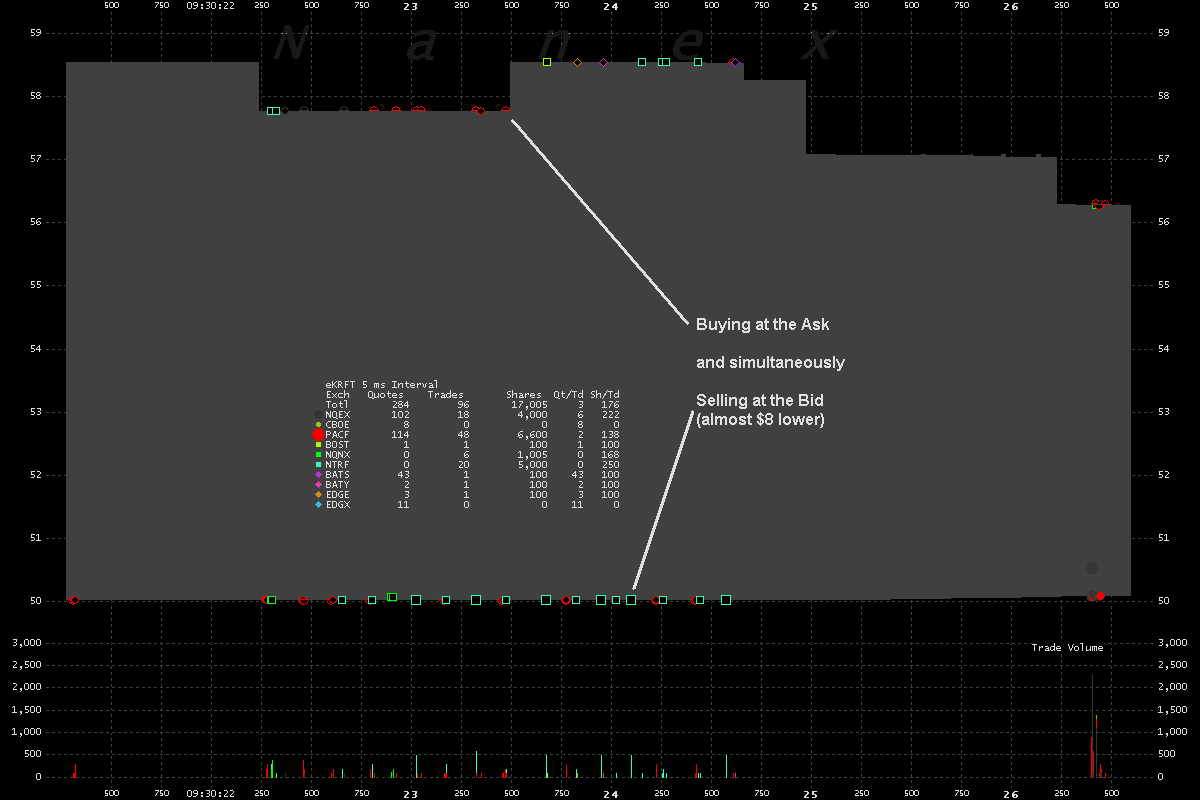 500 750 09:30:22 250 500 750 23 250 500 750 24 250 500 750 25 250 500 750 26 250 500
N a n e x
59 59
58 58
57 57
56 56
55 55
54 54
53 53
52 52
51 51
50 50
Buying at the Ask
and simultaneously
Selling at the Bid
(almost $8 lower)
eKRFT 5 ms Interval
Exch Quotes Trades Shares Qt/Td Sh/Td
Totl 284 96 17,005 3 176
NQEX 102 18 4,000 6 222
CBOE 8 0 0 8 0
PACF 114 48 6,600 2 138
BOST 1 1 100 1 100
NQNX 0 6 1,005 0 168
NTRF 0 20 5,000 0 250
BATS 43 1 100 43 100
BATY 2 1 100 2 100
EDGE 3 1 100 3 100
EDGX 11 0 0 11 0
Trade Volume
3,000 3,000
2,500 2,500
2,000 2,000
1,500 1,500
1,000 1,000
500 500
0 0
500 750 09:30:22 250 500 750 23 250 500 750 24 250 500 750 25 250 500 750 26 250 500